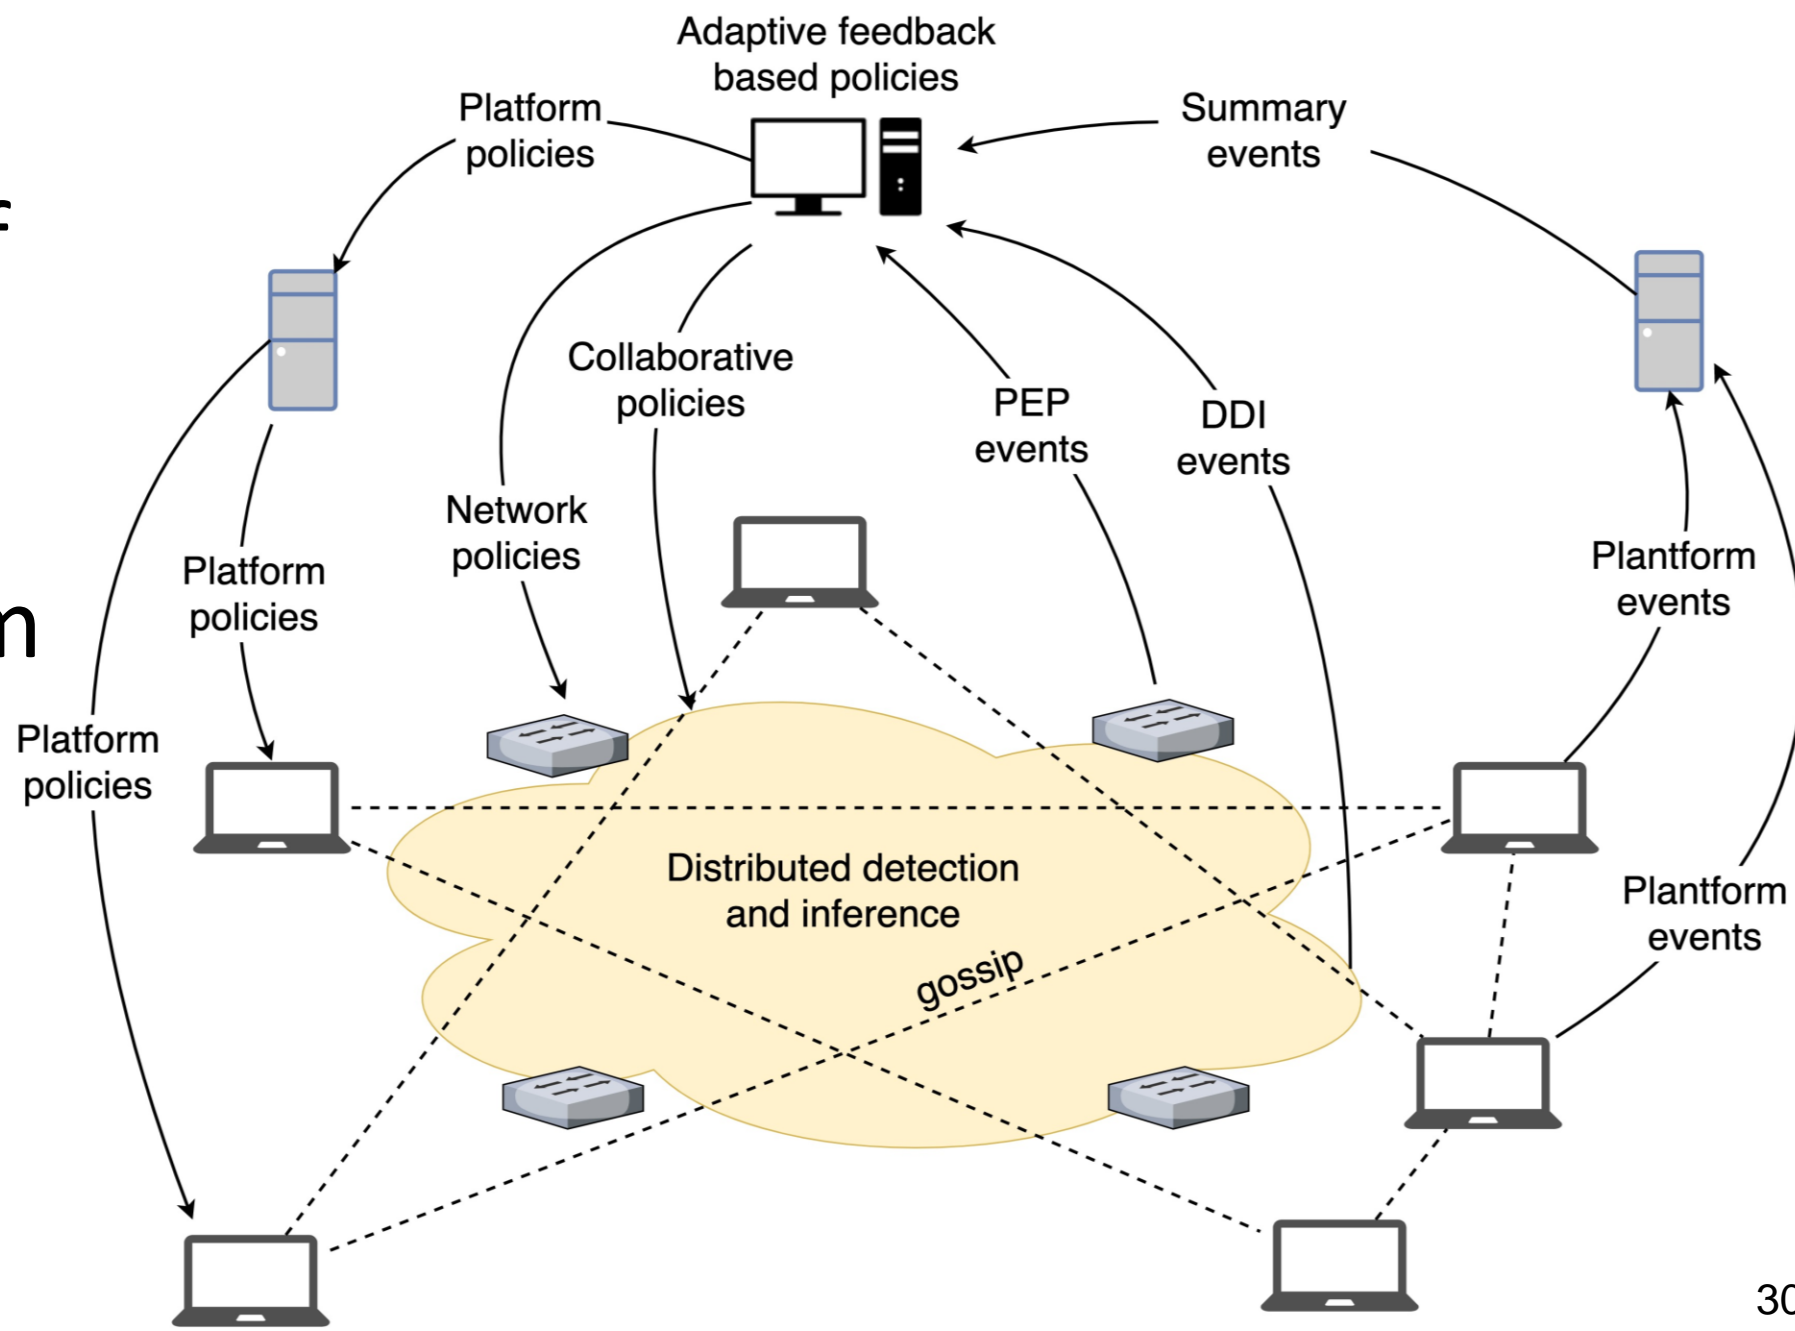 Adaptive feedback
based policies
Platform
policies
Summary
events
f
Collaborative
policies
PEP
events
DDI
events
Network
policies
Platform
policies
Plantform
events
m
Platform
policies
Distributed detection
and inference
gossip
Plantform
events
30